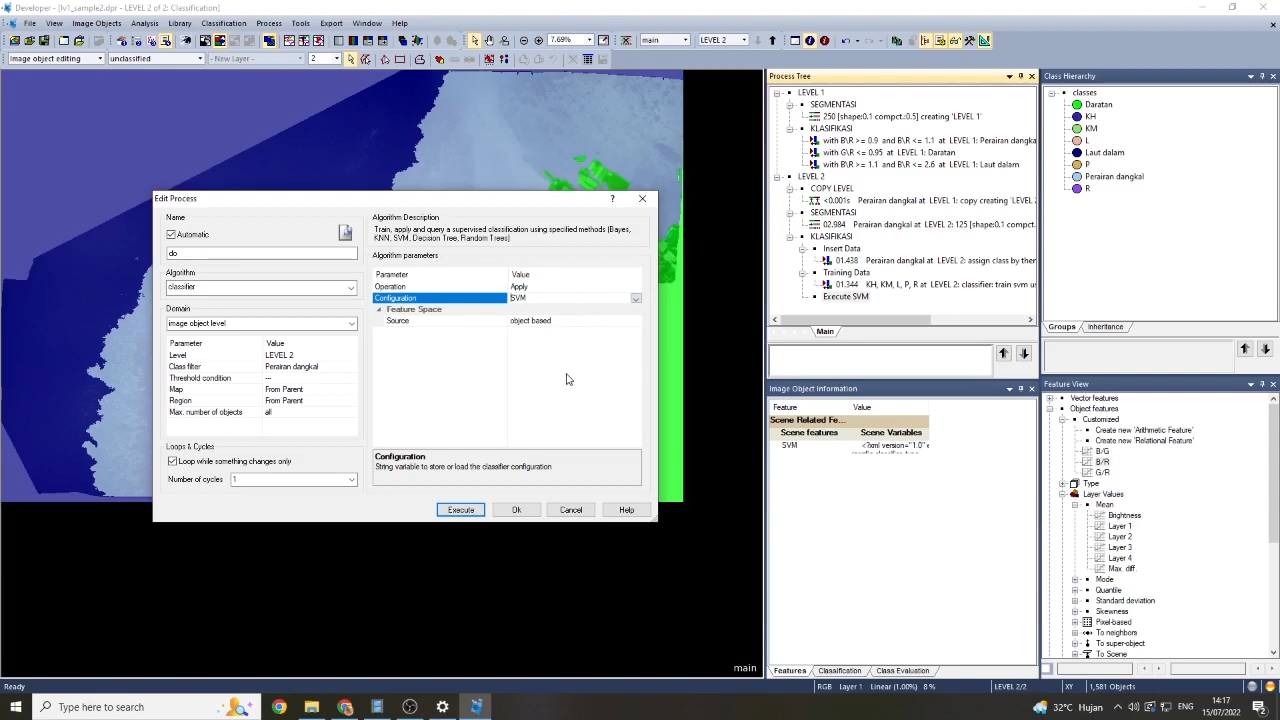 Developer - [lv1_sample2.dpr - LEVEL 2 of 2: Classification]
File View Image Objects Analysis Library Classification Process Tools Export Window Help
7.69% main LEVEL 2
Image object editing unclassified - New Layer - 2
Process Tree
LEVEL 1
SEGMENTASI
250 [shape:0.1 compct.:0.5] creating 'LEVEL 1'
KLASIFIKASI
with B\R >= 0.9 and B\R <= 1.1 at LEVEL 1: Perairan dangkal
with G\R <= 0.95 at LEVEL 1: Daratan
with B\R >= 1.1 and B\R <= 2.6 at LEVEL 1: Laut dalam
LEVEL 2
COPY LEVEL
<0.001s Perairan dangkal at LEVEL 1: copy creating 'LEVEL
SEGMENTASI
02.984 Perairan dangkal at LEVEL 2: 125 [shape:0.1 compct.:0
KLASIFIKASI
Insert Data
01.438 Perairan dangkal at LEVEL 2: assign class by them
Training Data
01.344 KH, KM, L, P, R at LEVEL 2: classifier: train svm us
Execute SVM
Main
Class Hierarchy
classes
Daratan
KH
KM
L
Laut dalam
P
Perairan dangkal
R
Groups Inheritance
Edit Process
? X
Name
Automatic
do
Algorithm
classifier
Domain
image object level
Parameter Value
Level LEVEL 2
Class filter Perairan dangkal
Threshold condition ---
Map From Parent
Region From Parent
Max. number of objects all
Loops & Cycles
Loop while something changes only
Number of cycles 1
Algorithm Description
Train, apply and query a supervised classification using specified methods (Bayes,
KNN, SVM, Decision Tree, Random Trees)
Algorithm parameters
Parameter Value
Operation Apply
Configuration SVM
Feature Space
Source object based
Configuration
String variable to store or load the classifier configuration
Execute Ok Cancel Help
Image Object Information
Feature Value
Scene Related Fe...
Scene features Scene Variables
SVM <?xml version="1.0" e
Features Classification Class Evaluation
Feature View
Vector features
Object features
Customized
Create new 'Arithmetic Feature'
Create new 'Relational Feature'
B/G
B/R
G/R
Type
Layer Values
Mean
Brightness
Layer 1
Layer 2
Layer 3
Layer 4
Max. diff.
Mode
Quantile
Standard deviation
Skewness
Pixel-based
To neighbors
To super-object
To Scene
main
Ready RGB Layer 1 Linear (1.00%) 8 % LEVEL 2/2 XY 1,581 Objects
Type here to search
32°C Hujan ENG 14:17
15/07/2022
2